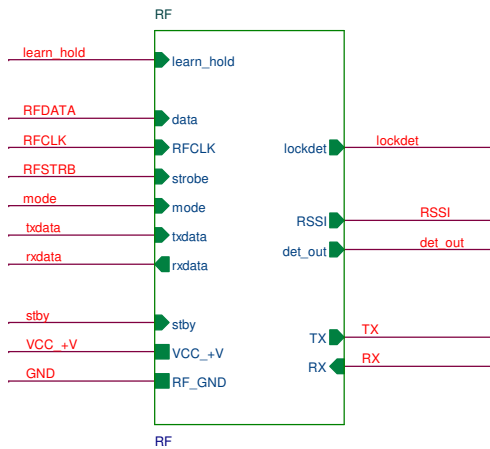 RF
learn_hold
learn_hold
RFDATA
data
RFCLK
RFCLK
lockdet
lockdet
RFSTRB
strobe
mode
mode
RSSI
RSSI
txdata
txdata
det_out
det_out
rxdata
rxdata
stby
stby
TX
TX
VCC_+V
VCC_+V
RX
RX
GND
RF_GND
RF